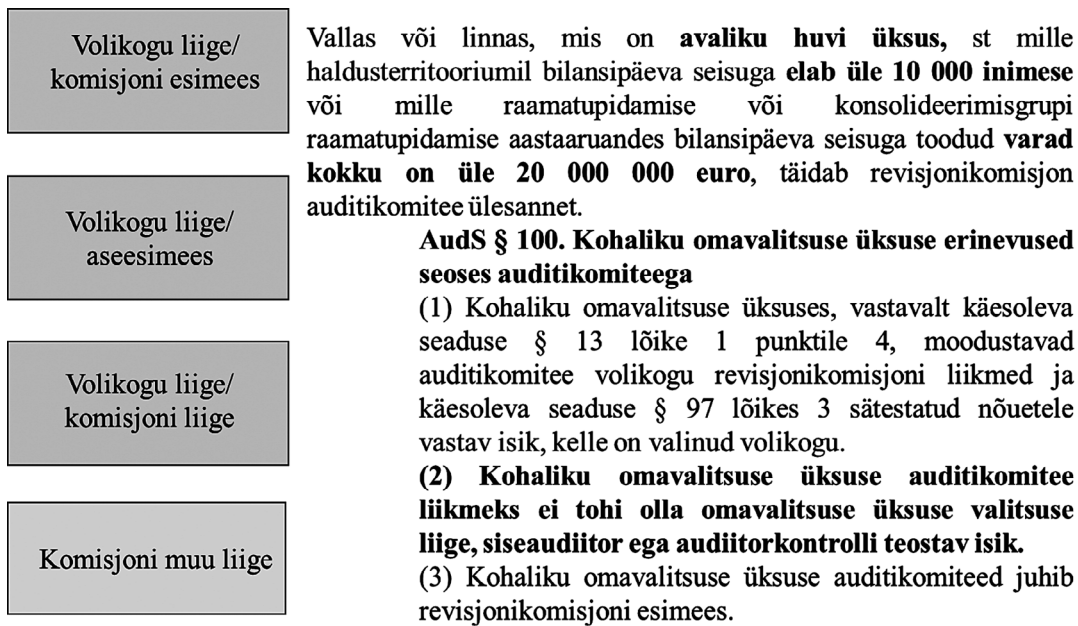 Volikogu liige/
komisjoni esimees
Volikogu liige/
aseesimees
Volikogu liige/
komisjoni liige
Komisjoni muu liige
Vallas või linnas, mis on avaliku huvi üksus, st mille
haldusterritooriumil bilansipäeva seisuga elab üle 10 000 inimese
või mille raamatupidamise või konsolideerimisgrupi
raamatupidamise aastaaruandes bilansipäeva seisuga toodud varad
kokku on üle 20 000 000 euro, täidab revisjonikomisjon
auditikomitee ülesannet.
AudS § 100. Kohaliku omavalitsuse üksuse erinevused
seoses auditikomiteega
(1) Kohaliku omavalitsuse üksuses, vastavalt käesoleva
seaduse § 13 lõike 1 punktile 4, moodustavad
auditikomitee volikogu revisjonikomisjoni liikmed ja
käesoleva seaduse § 97 lõikes 3 sätestatud nõuetele
vastav isik, kelle on valinud volikogu.
(2) Kohaliku omavalitsuse üksuse auditikomitee
liikmeks ei tohi olla omavalitsuse üksuse valitsuse
liige, siseaudiitor ega audiitorkontrolli teostav isik.
(3) Kohaliku omavalitsuse üksuse auditikomiteed juhib
revisjonikomisjoni esimees.